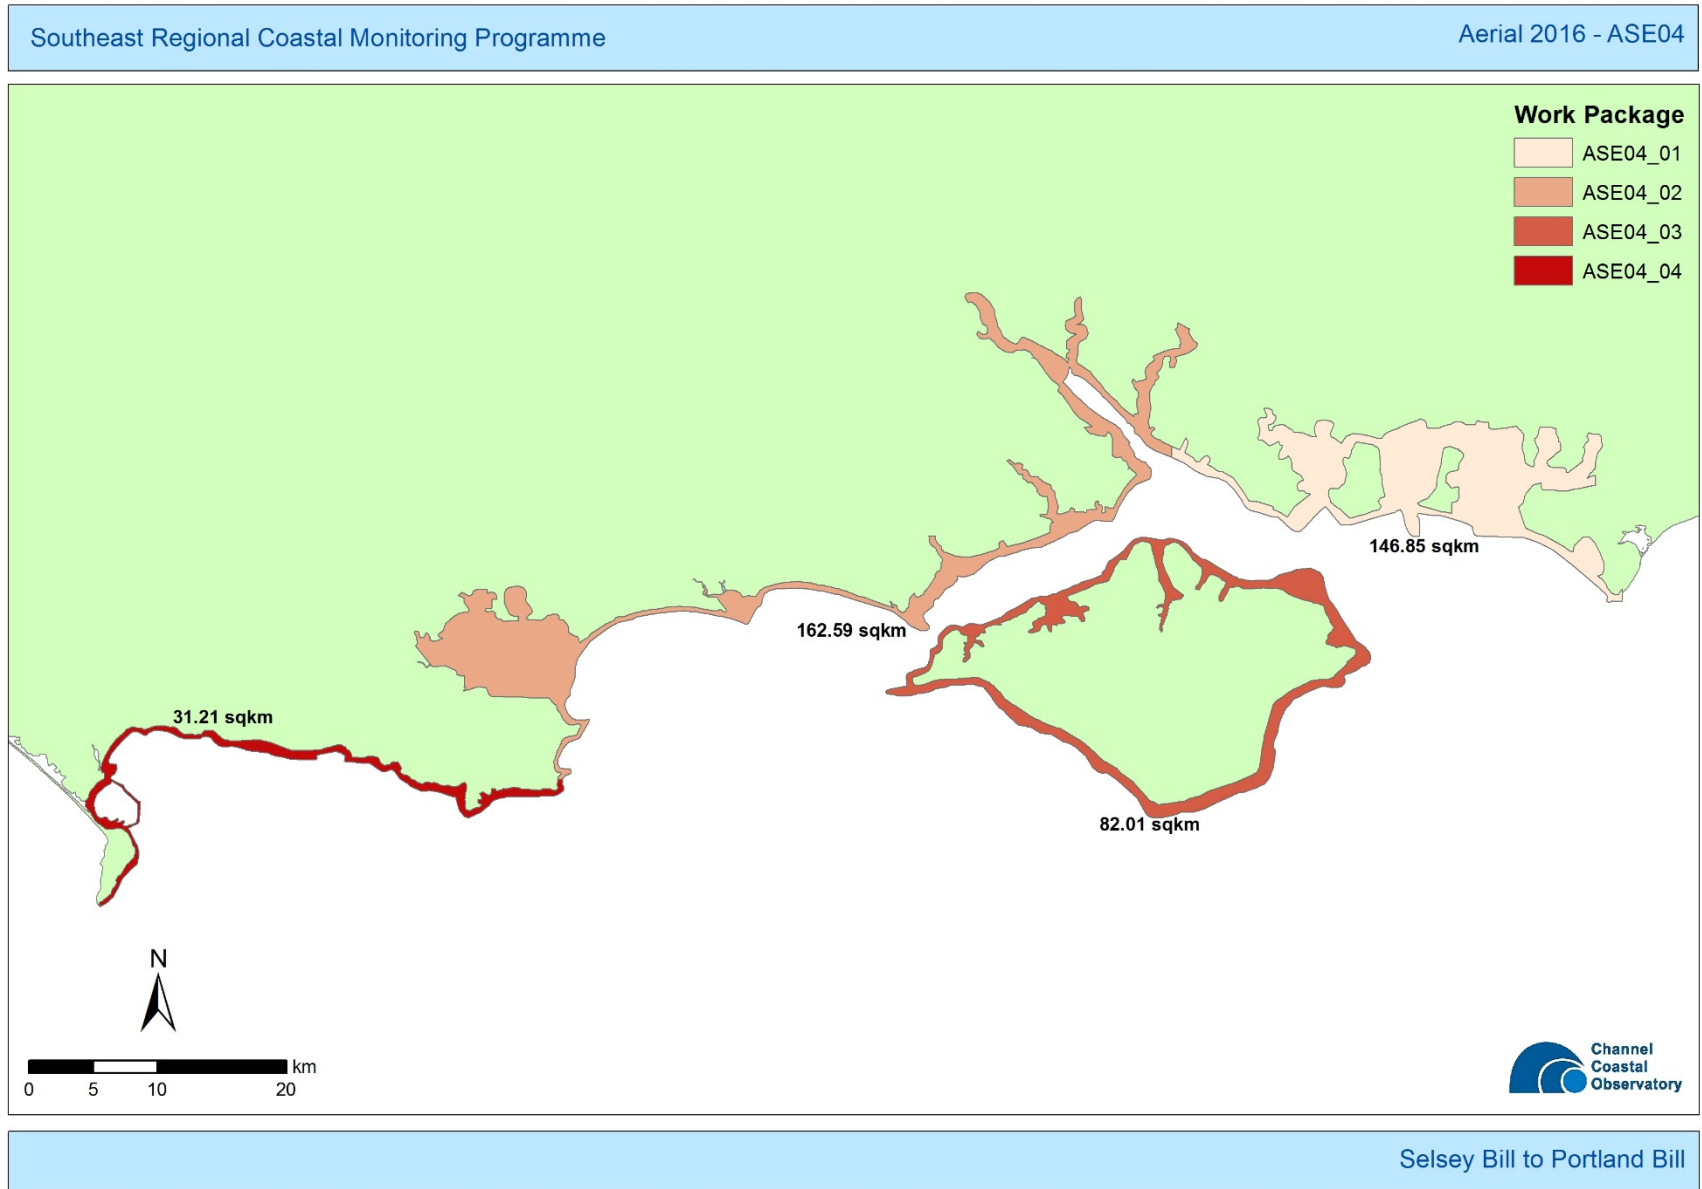 Southeast Regional Coastal Monitoring Programme
Aerial 2016 - ASE04
Work Package
ASE04_01
ASE04_02
ASE04_03
ASE04_04
146.85 sqkm
162.59 sqkm
31.21 sqkm
82.01 sqkm
N
km
0 5 10 20
Channel
Coastal
Observatory
Selsey Bill to Portland Bill